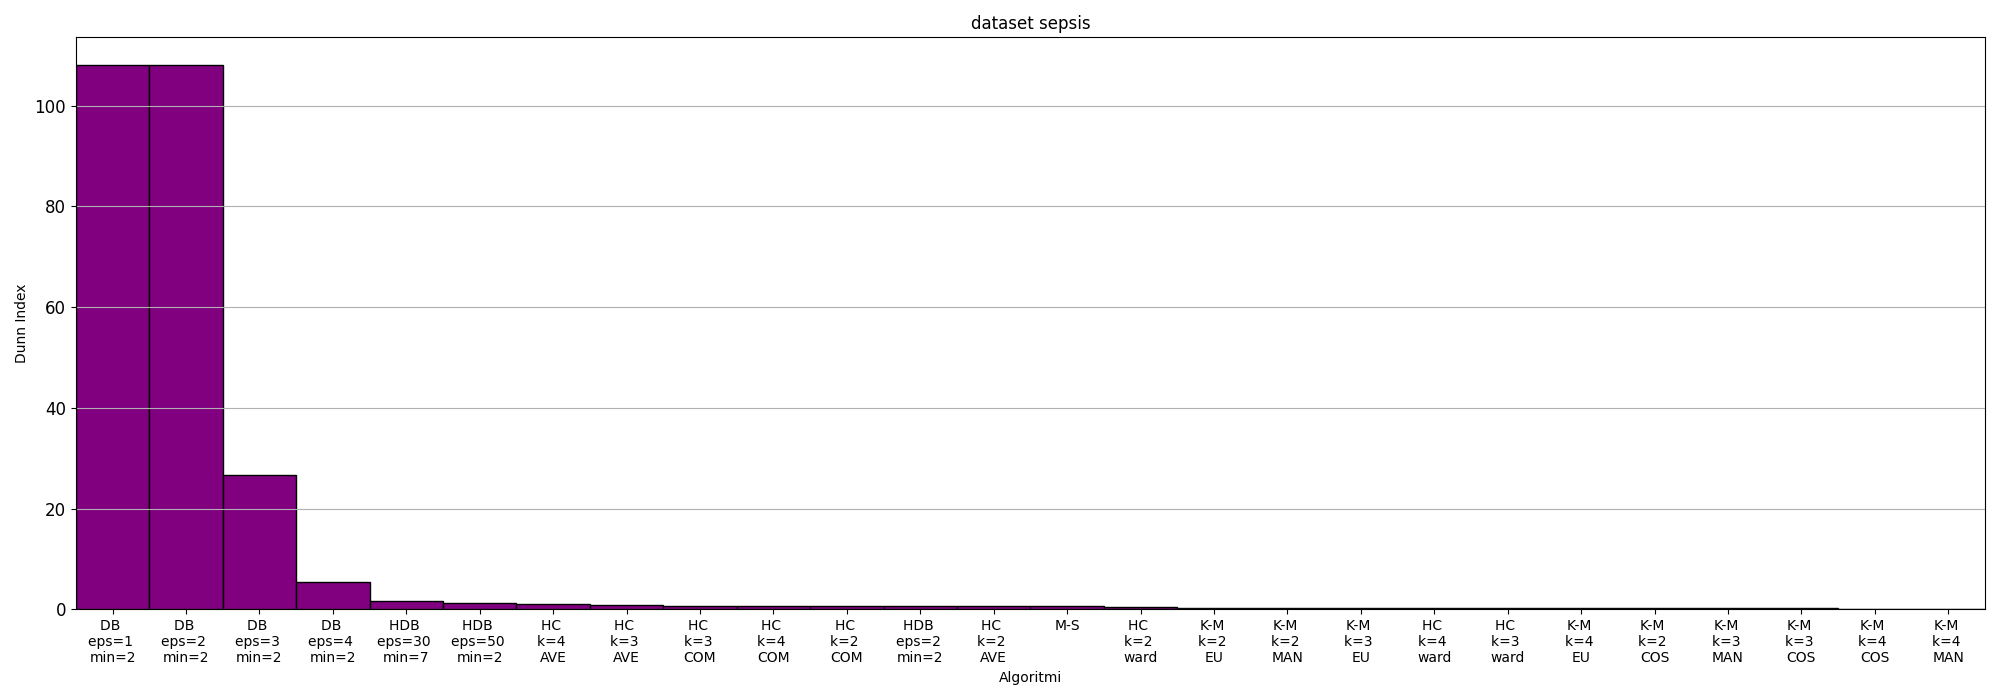 dataset sepsis
Dunn Index
100
80
60
40
20
0
DB
eps=1
min=2
DB
eps=2
min=2
DB
eps=3
min=2
DB
eps=4
min=2
HDB
eps=30
min=7
HDB
eps=50
min=2
HC
k=4
AVE
HC
k=3
AVE
HC
k=3
COM
HC
k=4
COM
HC
k=2
COM
HDB
eps=2
min=2
HC
k=2
AVE
M-S
HC
k=2
ward
K-M
k=2
EU
K-M
k=2
MAN
K-M
k=3
EU
HC
k=4
ward
HC
k=3
ward
K-M
k=4
EU
K-M
k=2
COS
K-M
k=3
MAN
K-M
k=3
COS
K-M
k=4
COS
K-M
k=4
MAN
Algoritmi